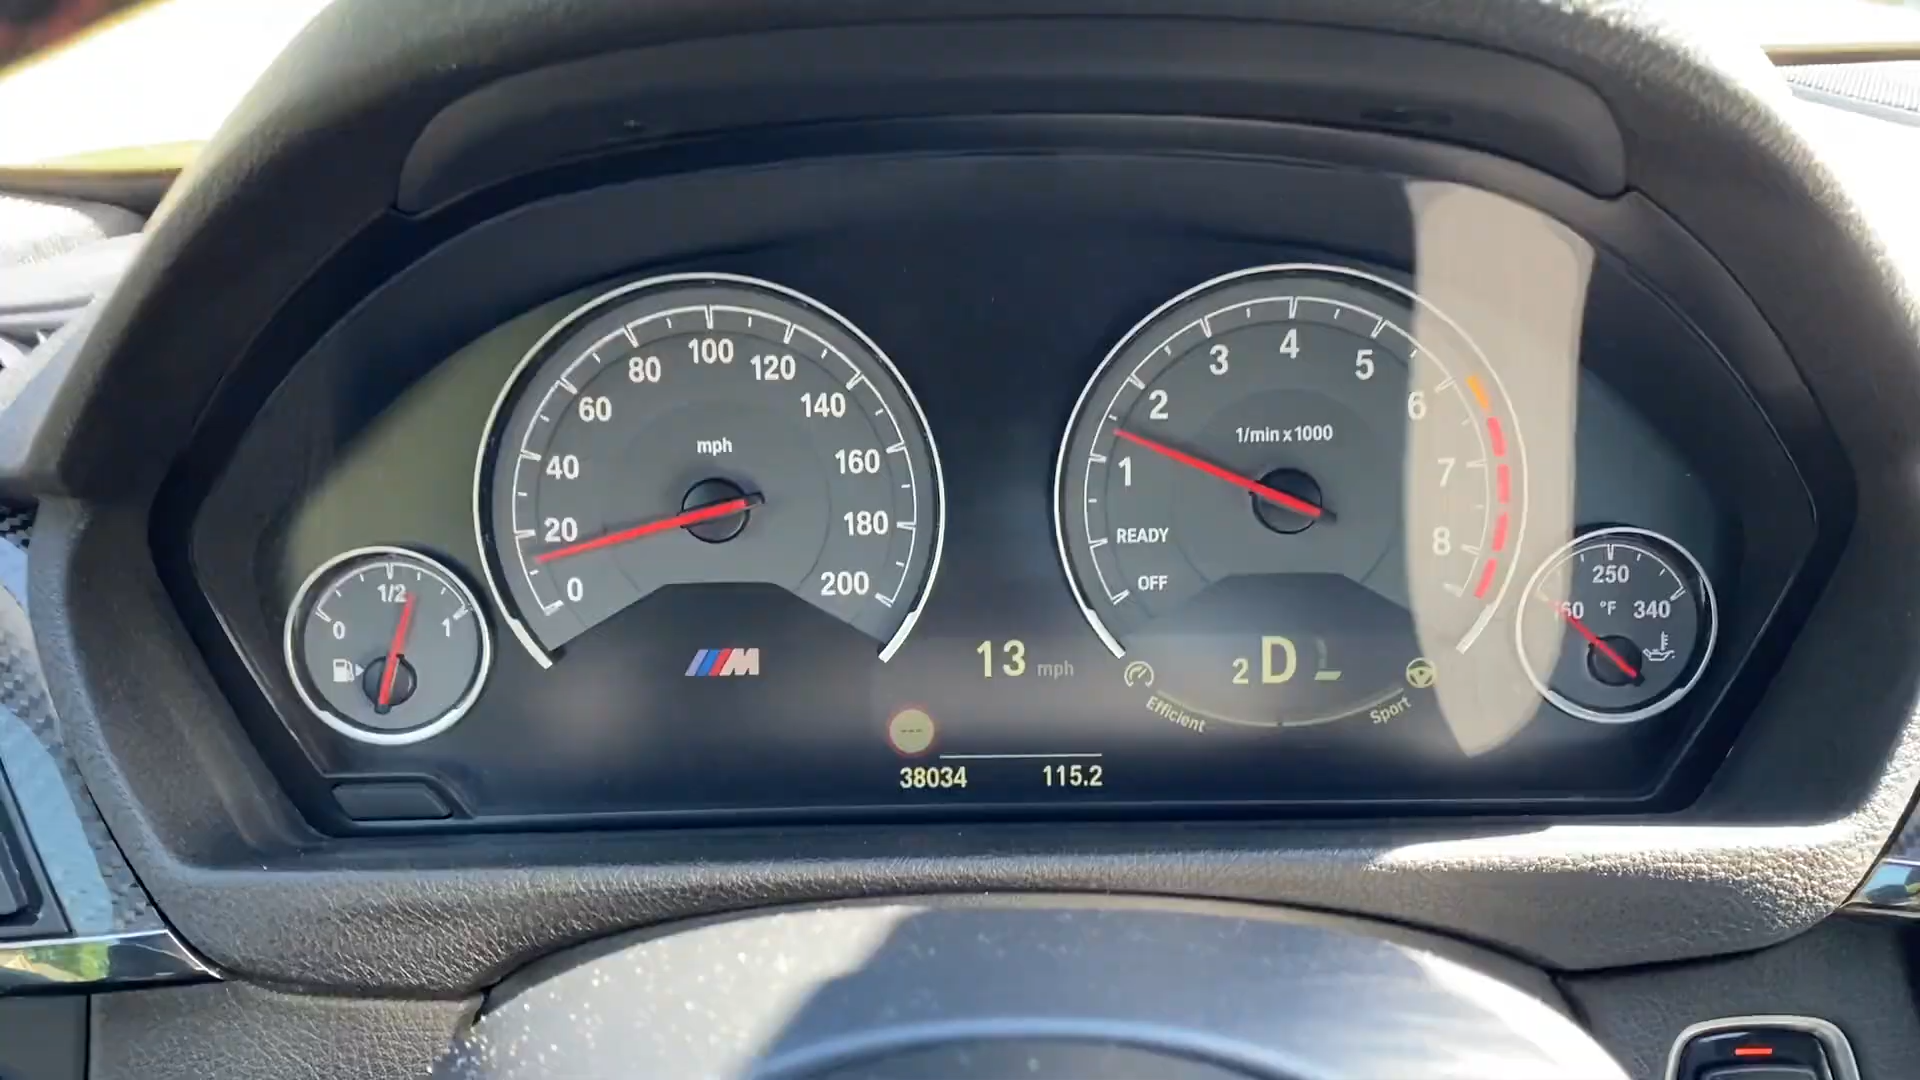 0
20
40
60
80
100
120
140
160
180
200
mph
OFF
READY
1
2
3
4
5
6
7
8
1/min x 1000
0
1/2
1
250
340
°F
M
13 mph
2 D
Efficient
Sport
---
38034
115.2